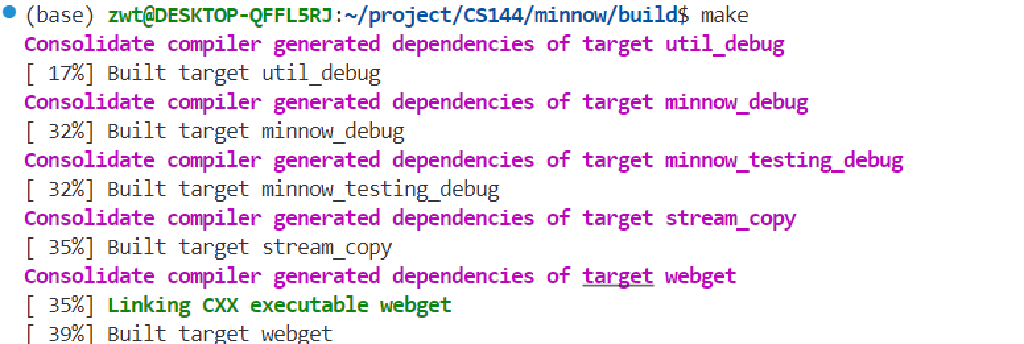 (base) zwt@DESKTOP-QFFL5RJ:~/project/CS144/minnow/build$ make
Consolidate compiler generated dependencies of target util_debug
[ 17%] Built target util_debug
Consolidate compiler generated dependencies of target minnow_debug
[ 32%] Built target minnow_debug
Consolidate compiler generated dependencies of target minnow_testing_debug
[ 32%] Built target minnow_testing_debug
Consolidate compiler generated dependencies of target stream_copy
[ 35%] Built target stream_copy
Consolidate compiler generated dependencies of target webget
[ 35%] Linking CXX executable webget
[ 39%] Built target webget